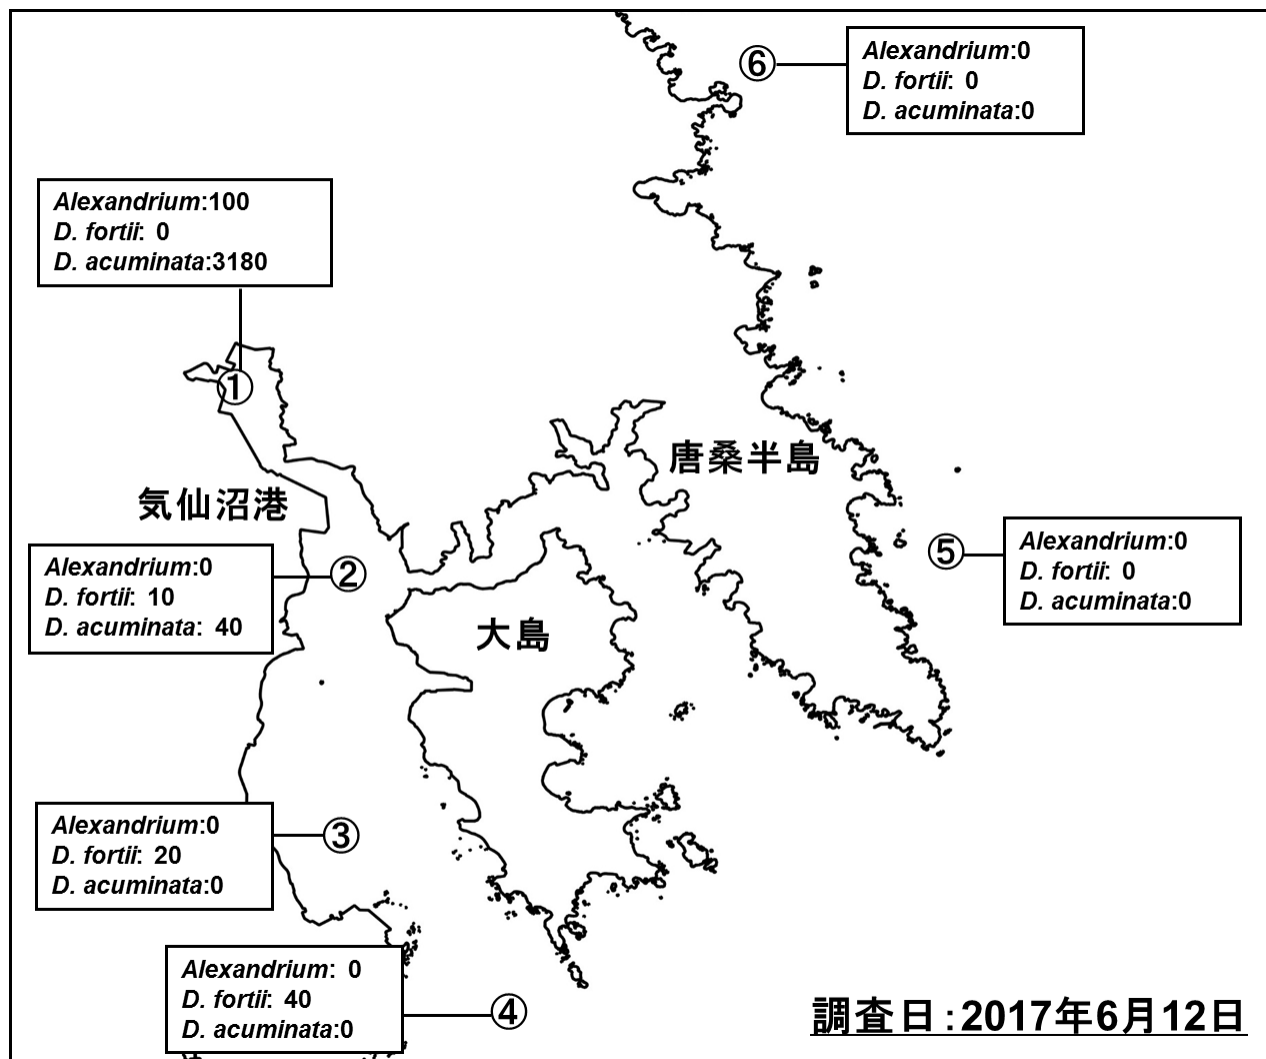 ⑥
Alexandrium:0
D. fortii: 0
D. acuminata:0
Alexandrium:100
D. fortii: 0
D. acuminata:3180
①
唐桑半島
気仙沼港
⑤
Alexandrium:0
D. fortii: 0
D. acuminata:0
Alexandrium:0
D. fortii: 10
D. acuminata: 40
②
大島
Alexandrium:0
D. fortii: 20
D. acuminata:0
③
Alexandrium: 0
D. fortii: 40
D. acuminata:0
④
調査日:2017年6月12日